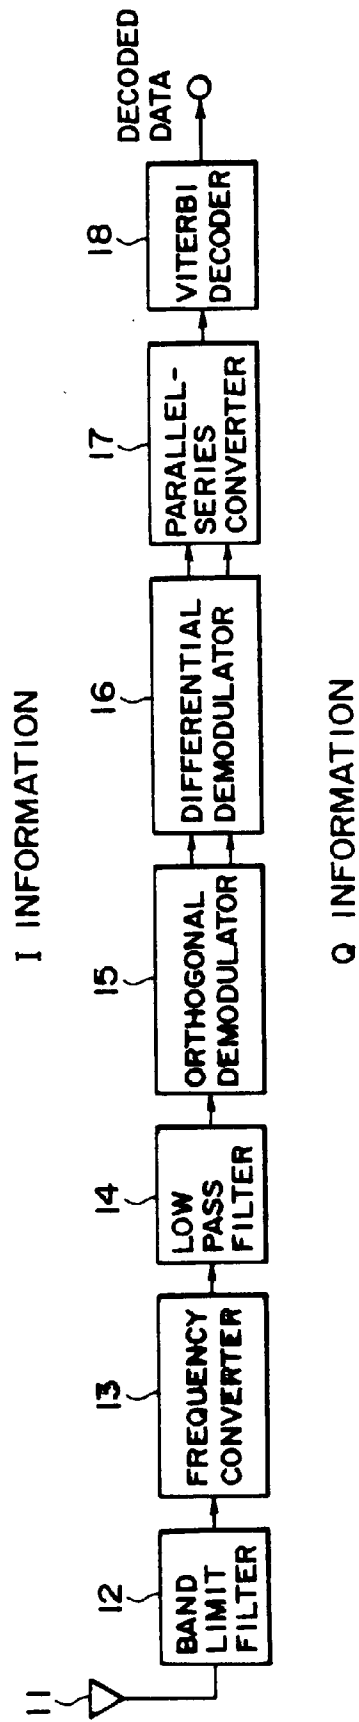 I INFORMATION
11
12
13
14
15
16
17
18
BAND
LIMIT
FILTER
FREQUENCY
CONVERTER
LOW
PASS
FILTER
ORTHOGONAL
DEMODULATOR
DIFFERENTIAL
DEMODULATOR
PARALLEL-
SERIES
CONVERTER
VITERBI
DECODER
DECODED
DATA
Q INFORMATION